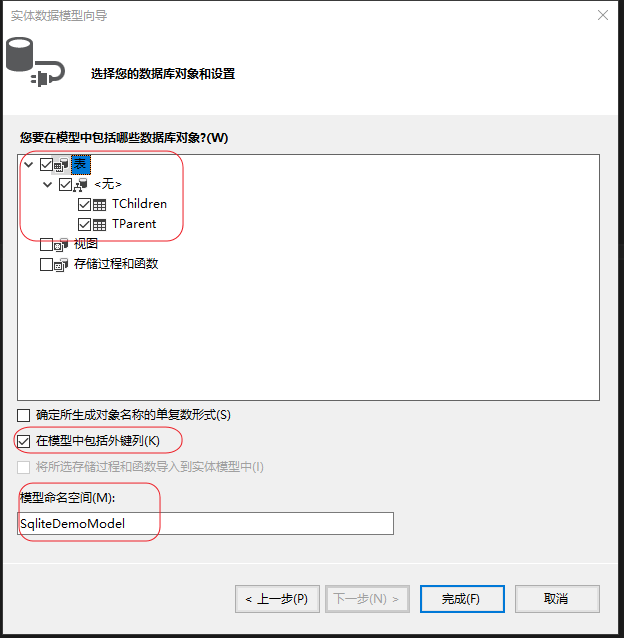 实体数据模型向导
选择您的数据库对象和设置
您要在模型中包括哪些数据库对象?(W)
表
<无>
TChildren
TParent
视图
存储过程和函数
确定所生成对象名称的单复数形式(S)
在模型中包括外键列(K)
将所选存储过程和函数导入到实体模型中(I)
模型命名空间(M):
SqliteDemoModel
< 上一步(P) 下一步(N) > 完成(F) 取消